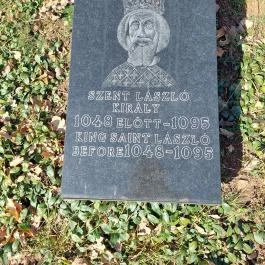 SZENT LÁSZLÓ
KIRÁLY
1048 ELŐTT-1095
KING SAINT LÁSZLÓ
BEFORE 1048-1095